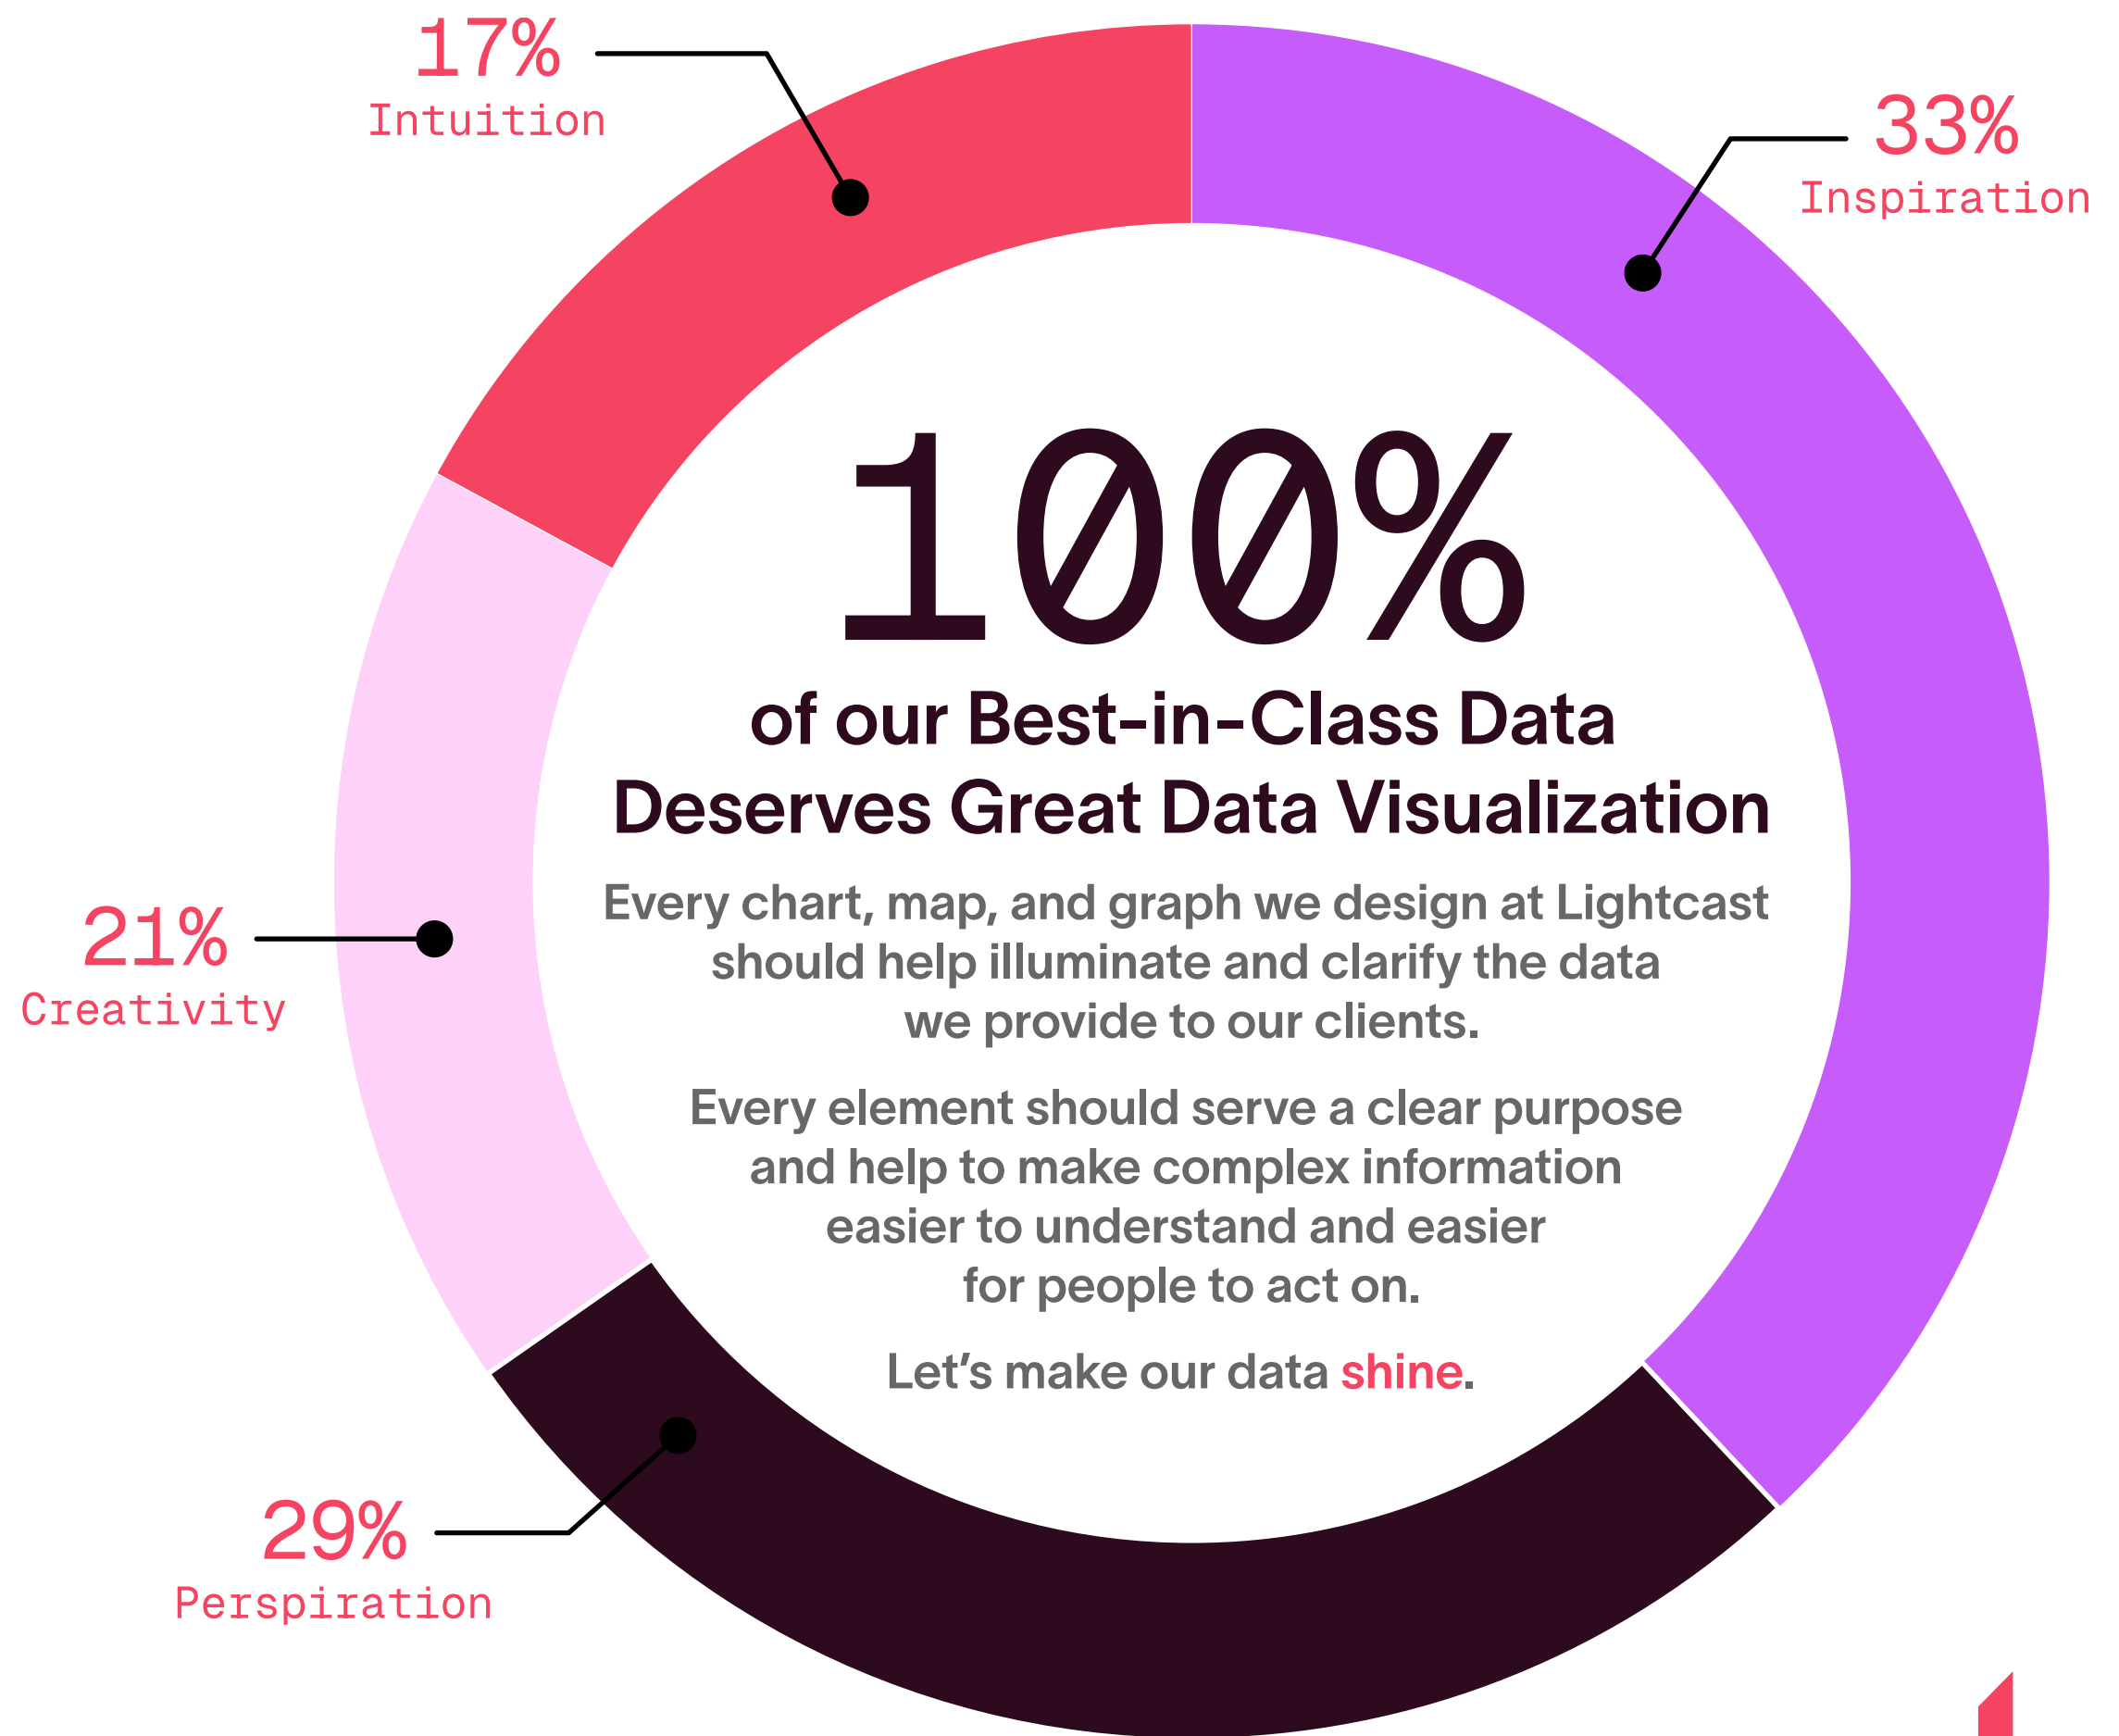 17%
Intuition
33%
Inspiration
100%
of our Best-in-Class Data
Deserves Great Data Visualization
Every chart, map, and graph we design at Lightcast
should help illuminate and clarify the data
we provide to our clients.
Every element should serve a clear purpose
and help to make complex information
easier to understand and easier
for people to act on.
Let's make our data shine.
21%
Creativity
29%
Perspiration